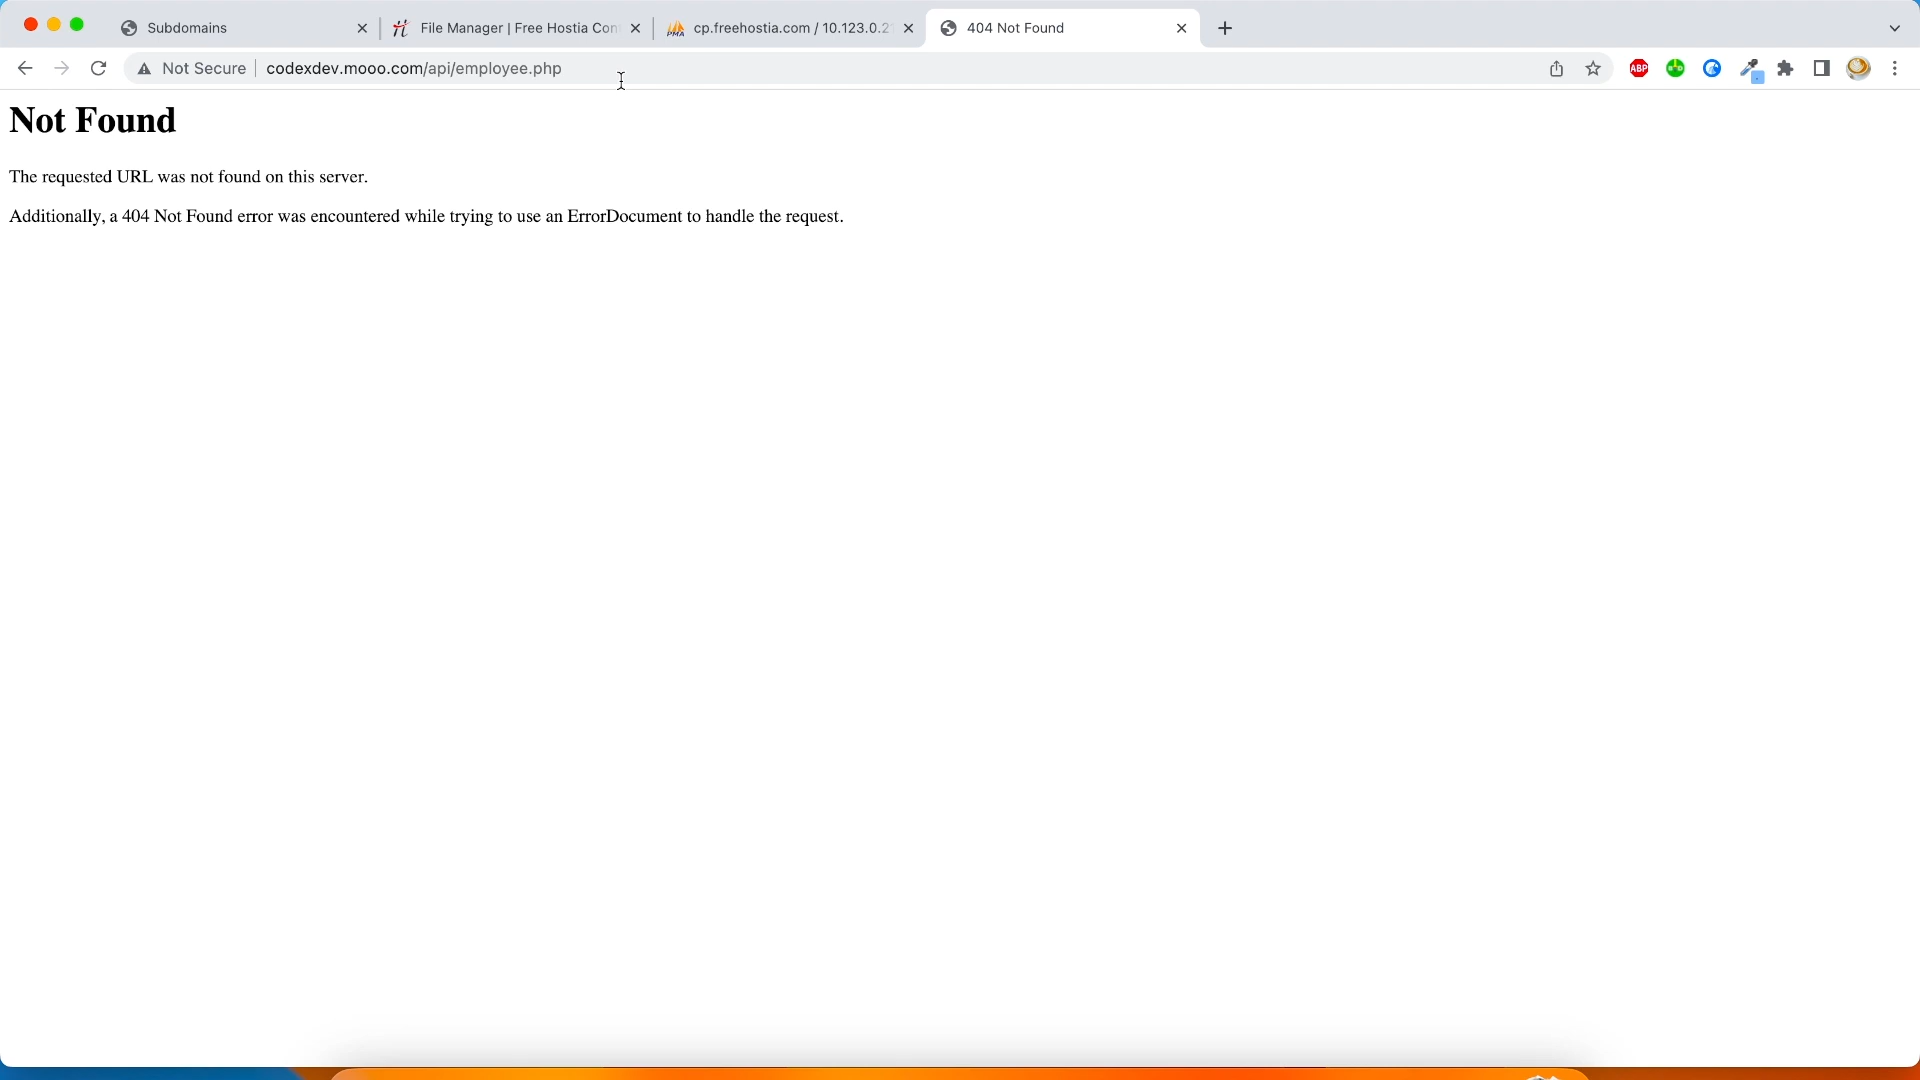 Subdomains
File Manager | Free Hostia Con
cp.freehostia.com / 10.123.0.2
404 Not Found
Not Secure
codexdev.mooo.com/api/employee.php
ABP
Not Found
The requested URL was not found on this server.
Additionally, a 404 Not Found error was encountered while trying to use an ErrorDocument to handle the request.